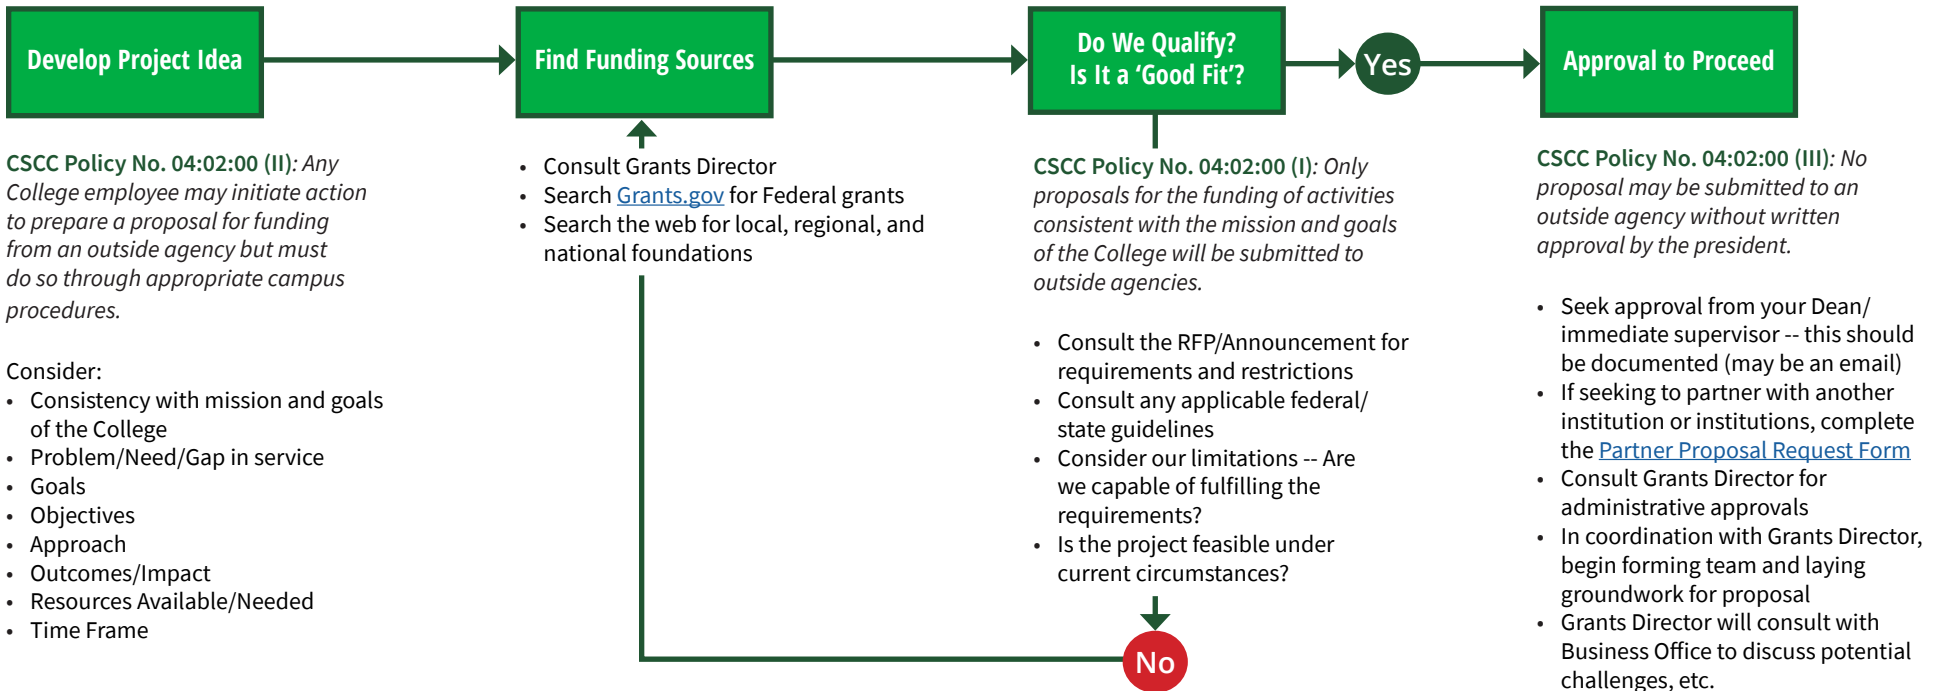 Develop Project Idea
CSCC Policy No. 04:02:00 (II): Any
College employee may initiate action
to prepare a proposal for funding
from an outside agency but must
do so through appropriate campus
procedures.
Consider:
• Consistency with mission and goals
of the College
• Problem/Need/Gap in service
• Goals
• Objectives
• Approach
• Outcomes/Impact
• Resources Available/Needed
• Time Frame
Find Funding Sources
• Consult Grants Director
• Search Grants.gov for Federal grants
• Search the web for local, regional, and
national foundations
Do We Qualify?
Is It a ‘Good Fit’?
CSCC Policy No. 04:02:00 (I): Only
proposals for the funding of activities
consistent with the mission and goals
of the College will be submitted to
outside agencies.
• Consult the RFP/Announcement for
requirements and restrictions
• Consult any applicable federal/
state guidelines
• Consider our limitations -- Are
we capable of fulfilling the
requirements?
• Is the project feasible under
current circumstances?
No
Yes
Approval to Proceed
CSCC Policy No. 04:02:00 (III): No
proposal may be submitted to an
outside agency without written
approval by the president.
• Seek approval from your Dean/
immediate supervisor -- this should
be documented (may be an email)
• If seeking to partner with another
institution or institutions, complete
the Partner Proposal Request Form
• Consult Grants Director for
administrative approvals
• In coordination with Grants Director,
begin forming team and laying
groundwork for proposal
• Grants Director will consult with
Business Office to discuss potential
challenges, etc.